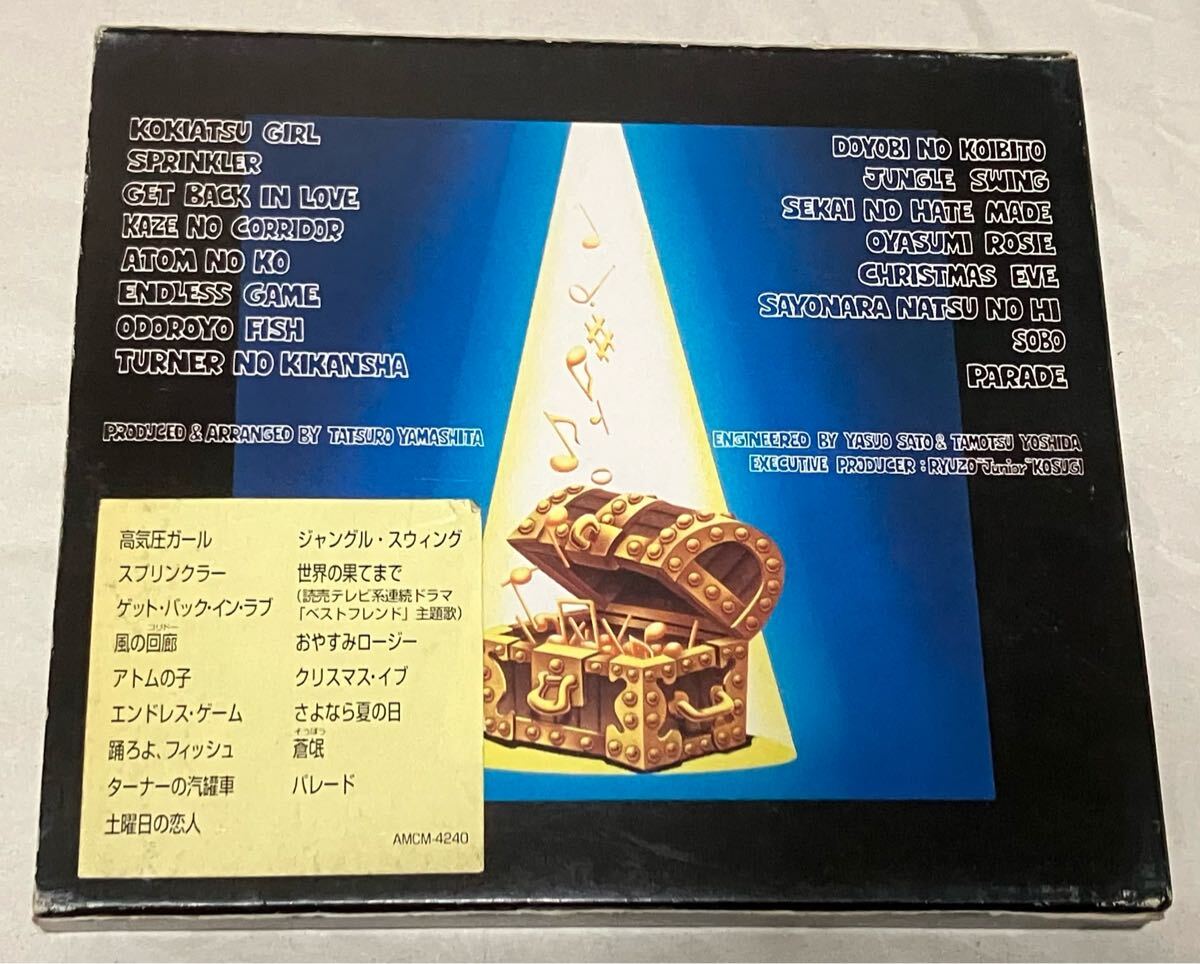 KOKIATSU GIRL
SPRINKLER
GET BACK IN LOVE
KAZE NO CORRIDOR
ATOM NO KO
ENDLESS GAME
ODOROYO FISH
TURNER NO KIKANSHA
DOYOBI NO KOIBITO
JUNGLE SWING
SEKAI NO HATE MADE
OYASUMI ROSIE
CHRISTMAS EVE
SAYONARA NATSU NO HI
SOBO
PARADE
PRODUCED & ARRANGED BY TATSURO YAMASHITA
ENGINEERED BY YASUO SATO & TAMOTSU YOSHIDA
EXECUTIVE PRODUCER : RYUZO "Junior" KOSUGI
高気圧ガール
スプリンクラー
ゲット・バック・イン・ラブ
コリドー
風の回廊
アトムの子
エンドレス・ゲーム
踊ろよ、フィッシュ
ターナーの汽罐車
土曜日の恋人
ジャングル・スウィング
世界の果てまで
(読売テレビ系連続ドラマ
「ベストフレンド」主題歌)
おやすみロージー
クリスマス・イブ
さよなら夏の日
そうぼう
蒼氓
パレード
AMCM-4240